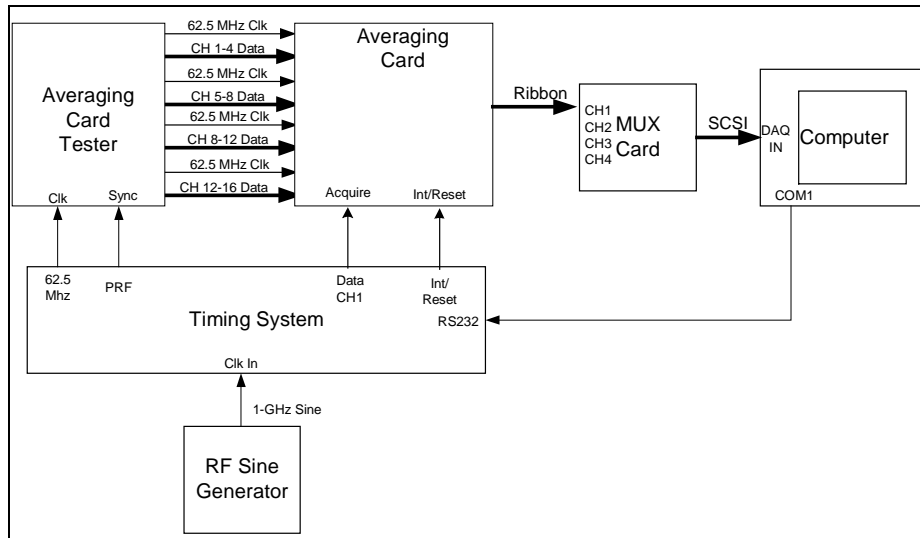 62.5 MHz Clk
CH 1-4 Data
62.5 MHz Clk
CH 5-8 Data
62.5 MHz Clk
CH 8-12 Data
62.5 MHz Clk
CH 12-16 Data
Averaging
Card
Tester
Clk
Sync
Averaging
Card
Acquire
Int/Reset
Ribbon
CH1
CH2
CH3
CH4
MUX
Card
SCSI
DAQ
IN
Computer
COM1
62.5
Mhz
PRF
Data
CH1
Int/
Reset
Timing System
RS232
Clk In
1-GHz Sine
RF Sine
Generator